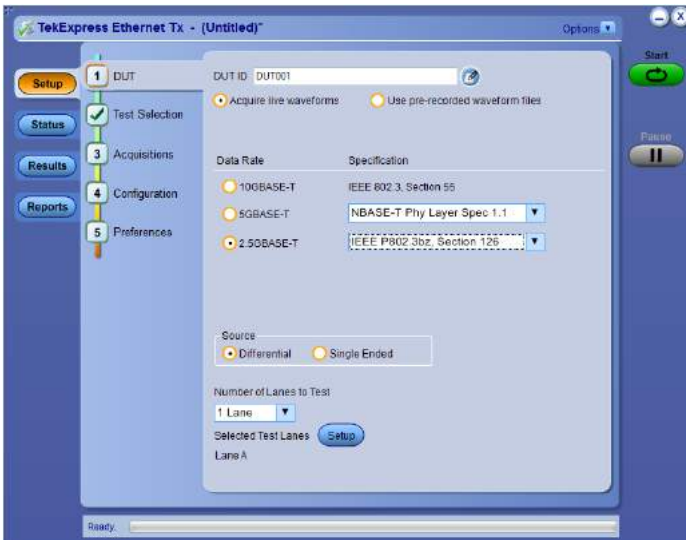 TekExpress Ethernet Tx - (Untitled)*
Options
Start
Setup
Status
Results
Reports
1 DUT
Test Selection
3 Acquisitions
4 Configuration
5 Preferences
DUT ID DUT001
Acquire live waveforms
Use pre-recorded waveform files
Data Rate
Specification
10GBASE-T
IEEE 802.3, Section 55
5GBASE-T
NBASE-T Phy Layer Spec 1.1
2.5GBASE-T
IEEE P802.3bz, Section 126
Source
Differential
Single Ended
Number of Lanes to Test
1 Lane
Selected Test Lanes
Setup
Lane A
Pause
Ready.